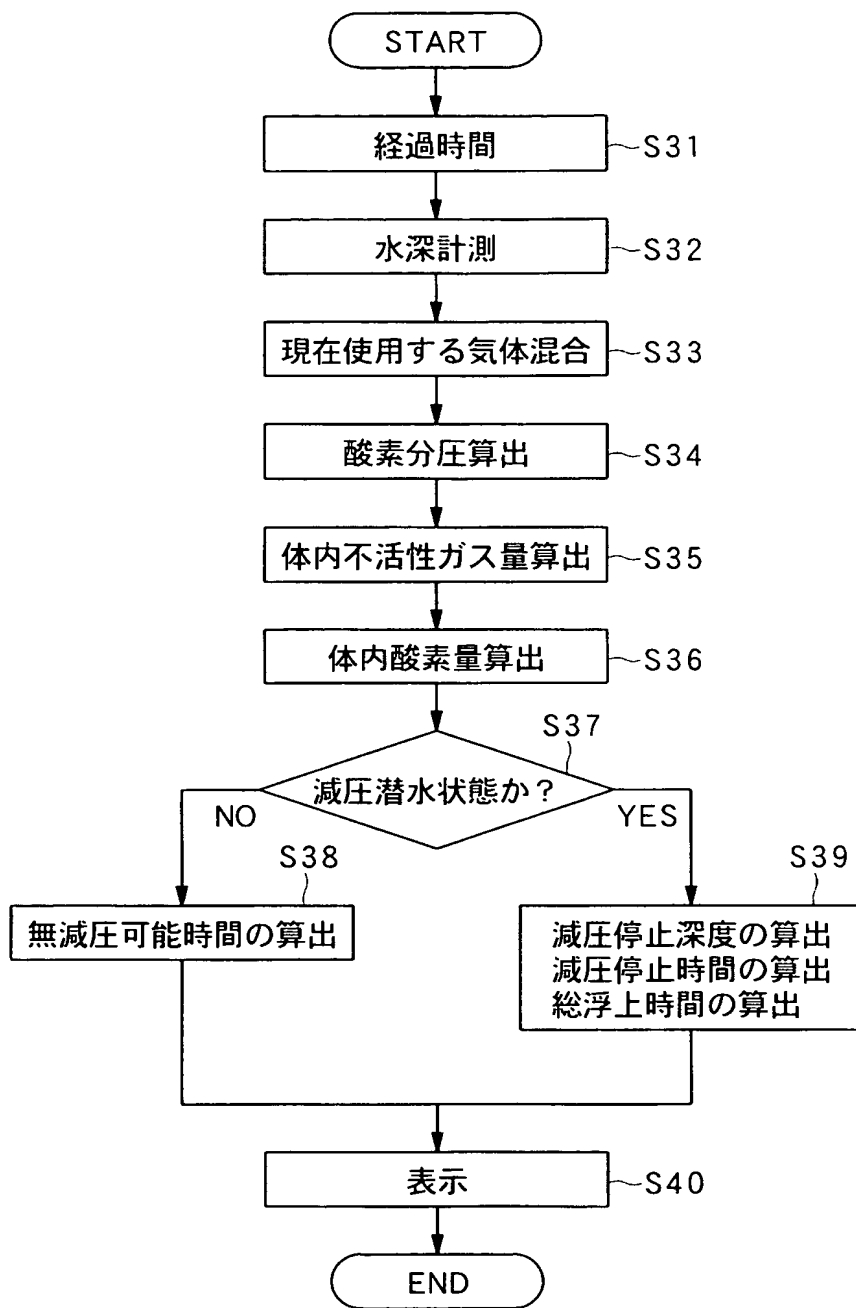 START
経過時間
S31
水深計測
S32
現在使用する気体混合
S33
酸素分圧算出
S34
体内不活性ガス量算出
S35
体内酸素量算出
S36
S37
減圧潜水状態か?
NO
YES
S38
無減圧可能時間の算出
S39
減圧停止深度の算出
減圧停止時間の算出
総浮上時間の算出
表示
S40
END